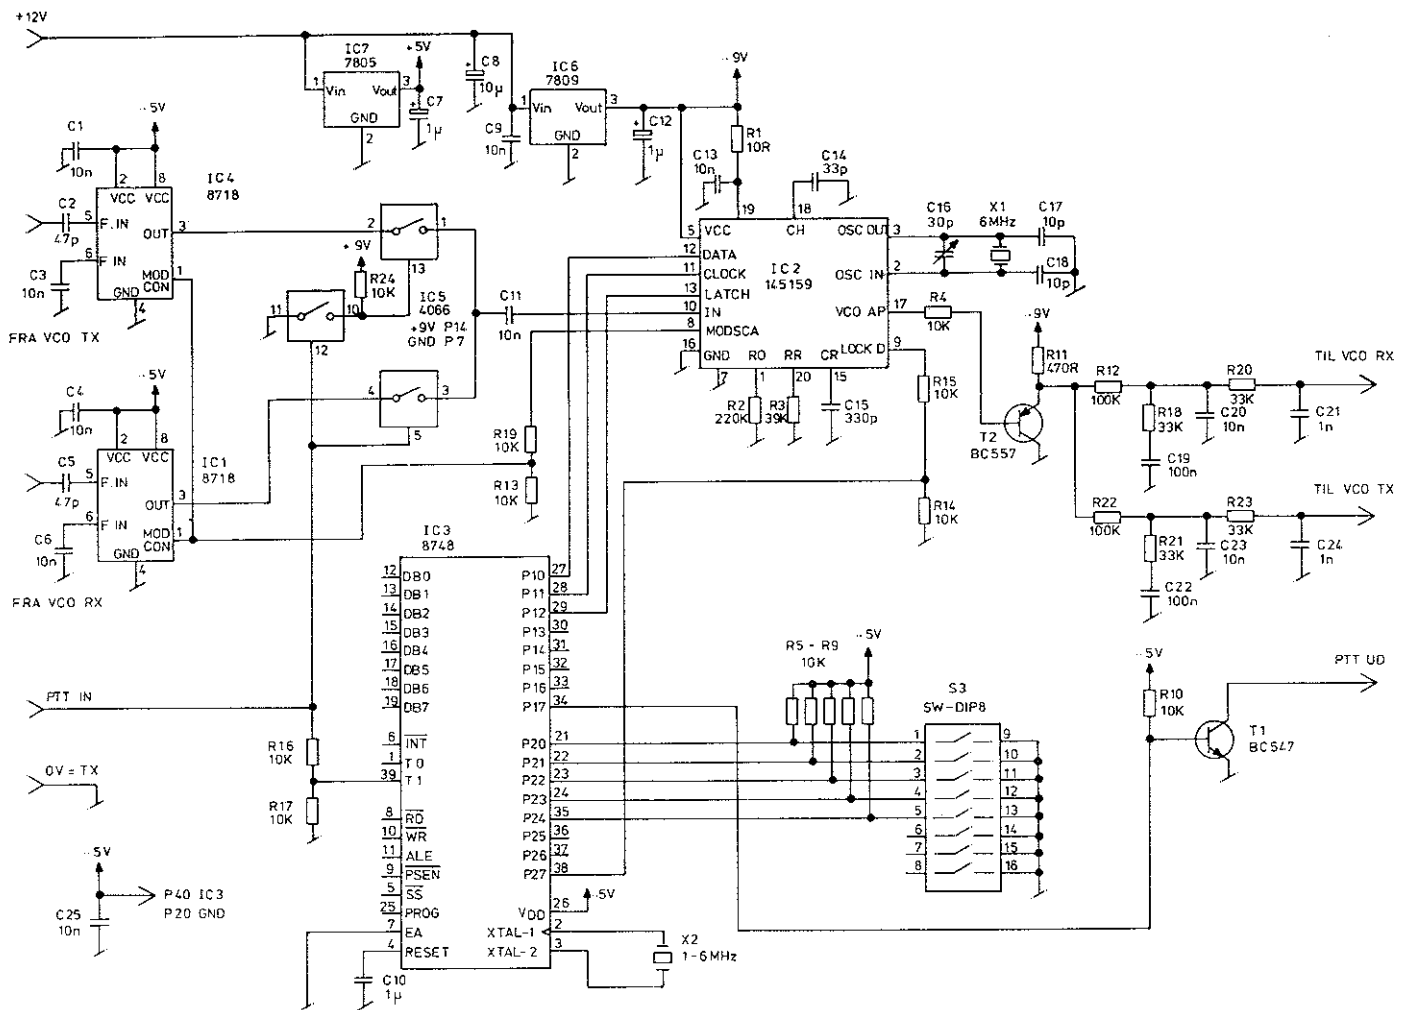 +12V
IC7
7805
+5V
1
Vin
Vout
3
GND
2
C7
1µ
C8
10µ
IC6
7809
1
Vin
Vout
3
GND
2
C9
10n
C12
1µ
9V
R1
10R
C13
10n
C14
33p
5V
C1
10n
2
8
VCC
VCC
IC4
8718
C2
47p
5
F.IN
OUT
3
6
F IN
C3
10n
MOD
CON
1
GND
4
FRA VCO TX
2
1
13
+9V
R24
10K
11
10
12
IC5
4066
+9V P14
GND P7
C11
10n
4
3
5
19
18
5
VCC
CH
OSC OUT
3
12
DATA
11
CLOCK
IC2
145159
OSC IN
2
13
LATCH
10
IN
VCO AP
17
8
MODSCA
16
GND
RO
RR
CR
LOCK D
9
7
1
20
15
C16
30p
X1
6MHz
C17
10p
C18
10p
R4
10K
R2
220K
R3
39K
C15
330p
R15
10K
9V
R11
470R
T2
BC557
R12
100K
R18
33K
C19
100n
C20
10n
R20
33K
C21
1n
TIL VCO RX
R22
100K
R21
33K
C22
100n
C23
10n
R23
33K
C24
1n
TIL VCO TX
5V
C4
10n
2
8
VCC
VCC
IC1
8718
C5
47p
5
F.IN
OUT
3
6
F IN
C6
10n
MOD
CON
1
GND
4
FRA VCO RX
R19
10K
R13
10K
R14
10K
IC3
8748
12
DB0
P10
27
13
DB1
P11
28
14
DB2
P12
29
15
DB3
P13
30
16
DB4
P14
31
17
DB5
P15
32
18
DB6
P16
33
19
DB7
P17
34
6
INT
P20
21
1
T0
P21
22
39
T1
P22
23
P23
24
8
RD
P24
35
10
WR
P25
36
11
ALE
P26
37
9
PSEN
P27
38
5
SS
25
PROG
VDD
26
7
EA
XTAL-1
2
4
RESET
XTAL-2
3
5V
X2
1-6MHz
C10
1µ
PTT IN
R16
10K
R17
10K
0V=TX
5V
P40 IC3
P20 GND
C25
10n
R5 - R9
10K
5V
S3
SW-DIP8
1
9
2
10
3
11
4
12
5
13
6
14
7
15
8
16
5V
R10
10K
T1
BC547
PTT UD